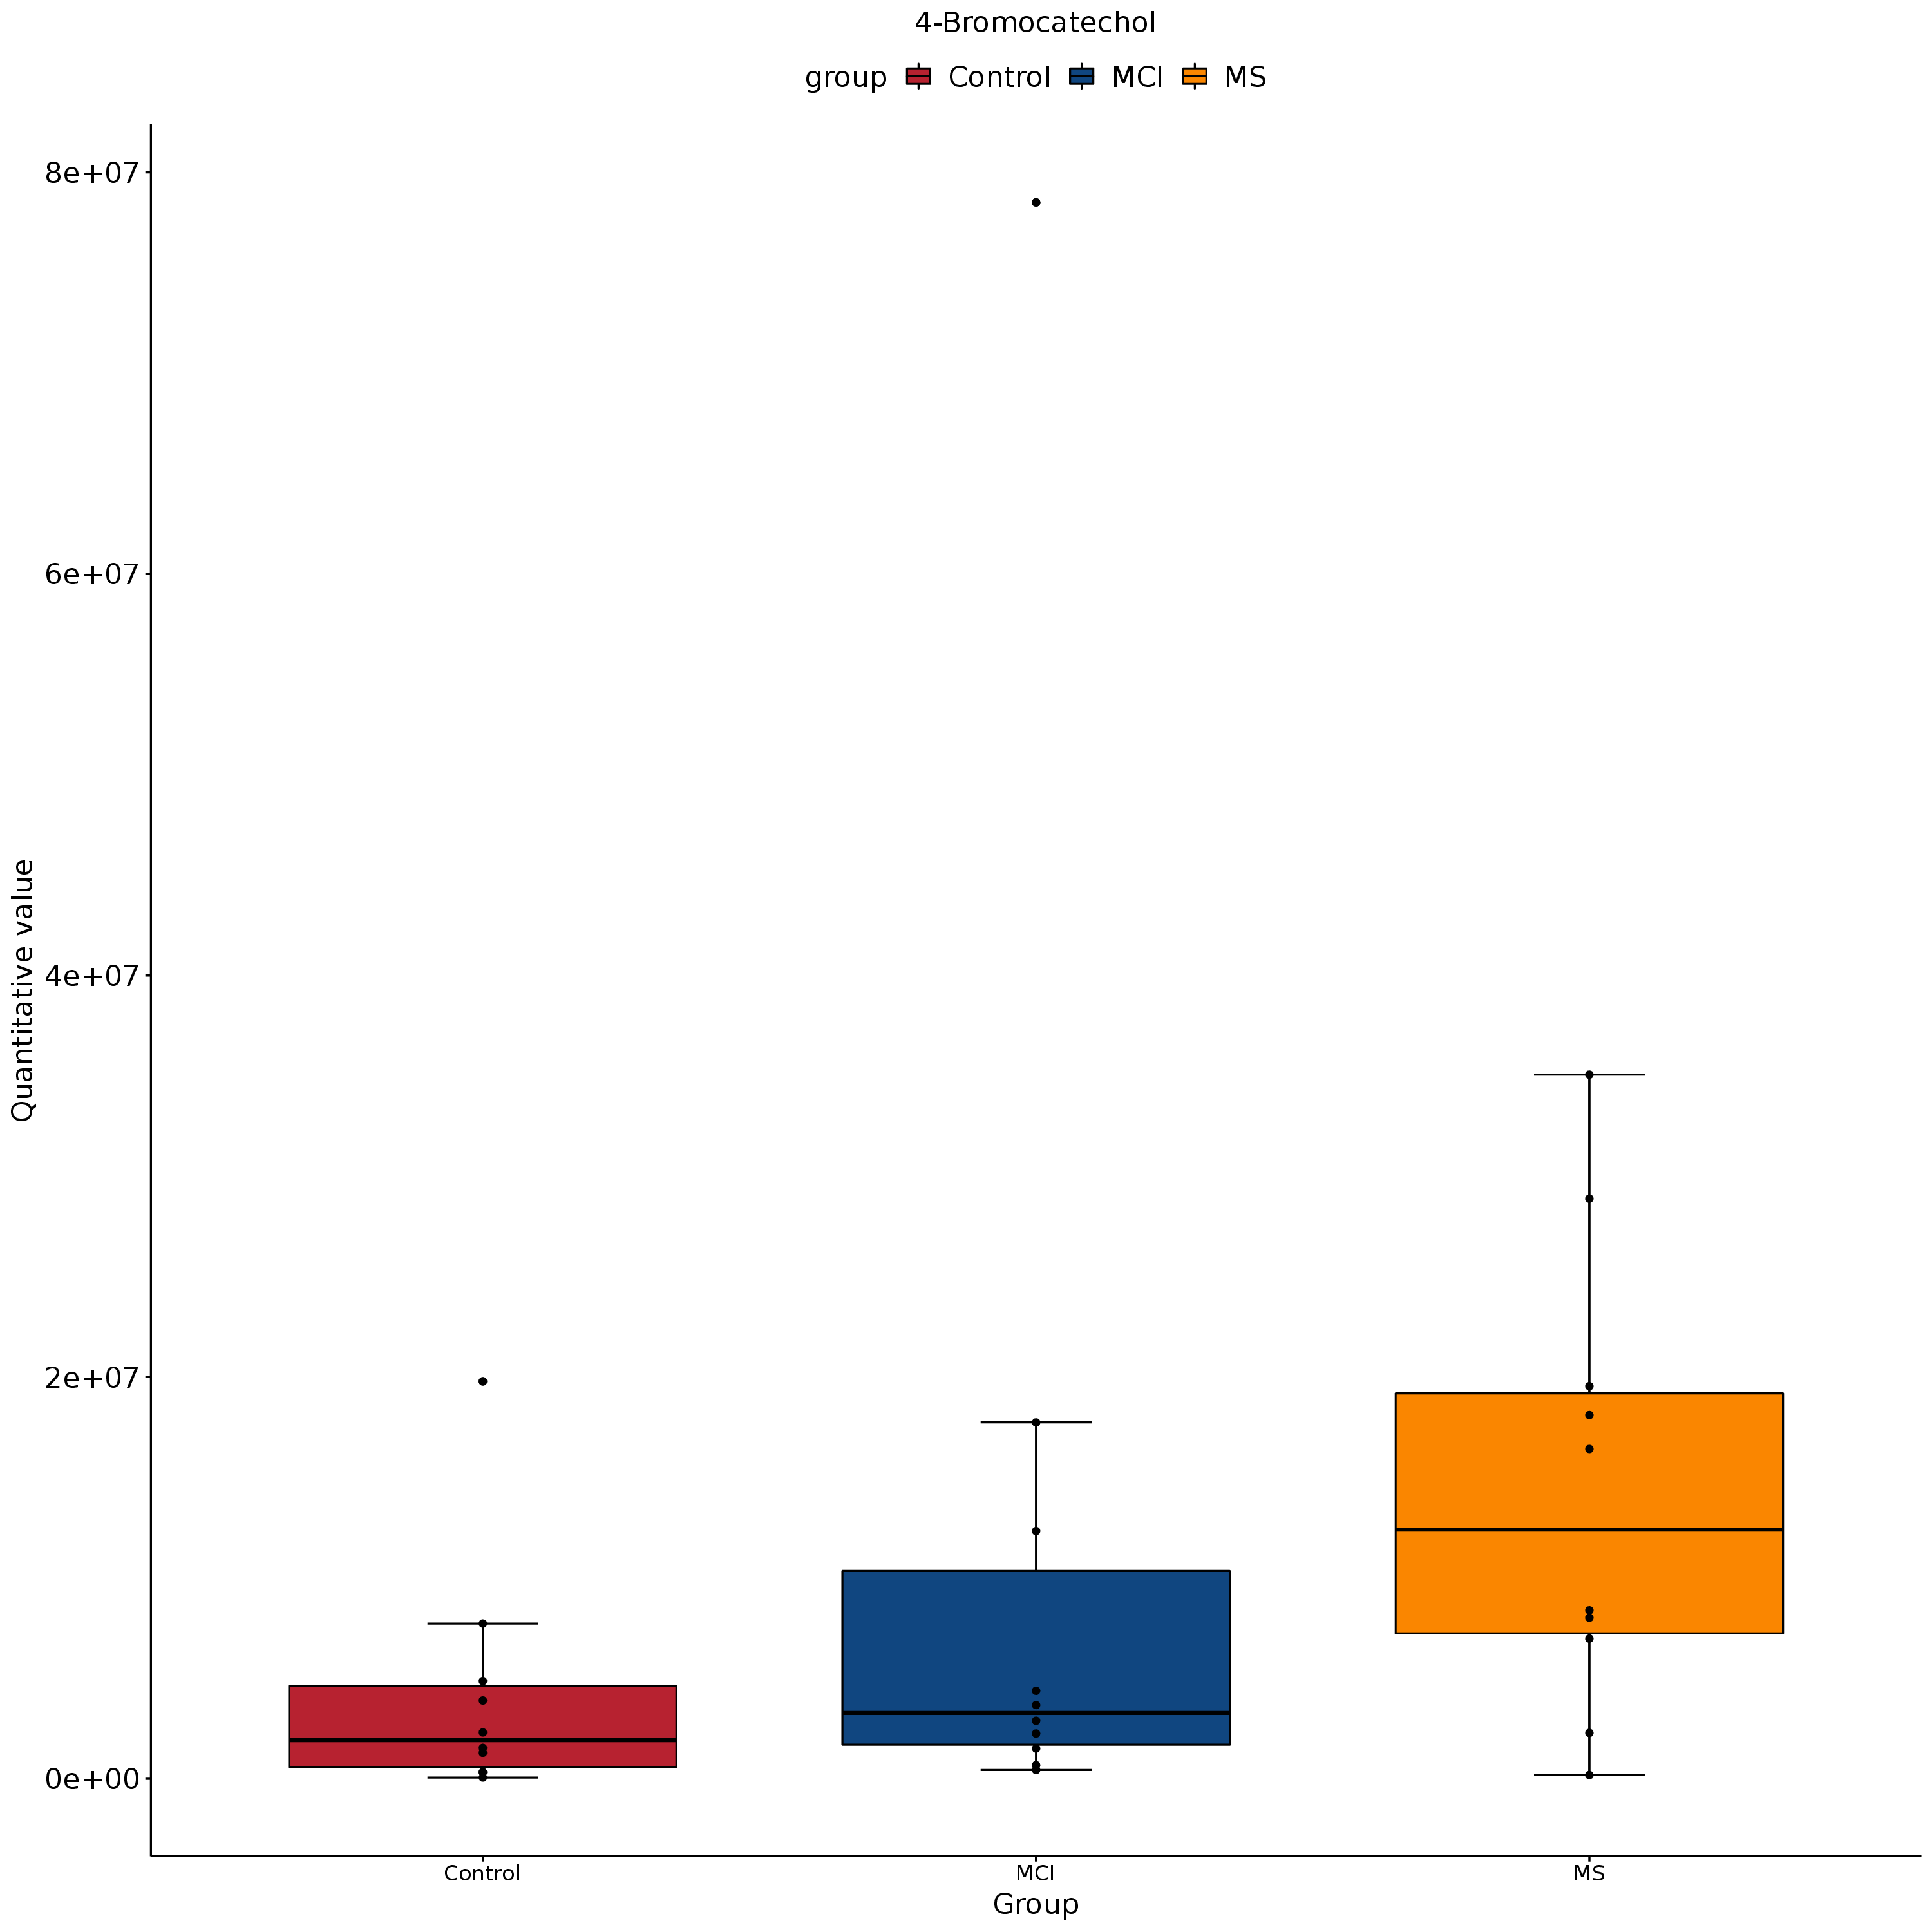 4-Bromocatechol
group Control MCI MS
8e+07
6e+07
4e+07
2e+07
0e+00
Quantitative value
Control MCI MS
Group